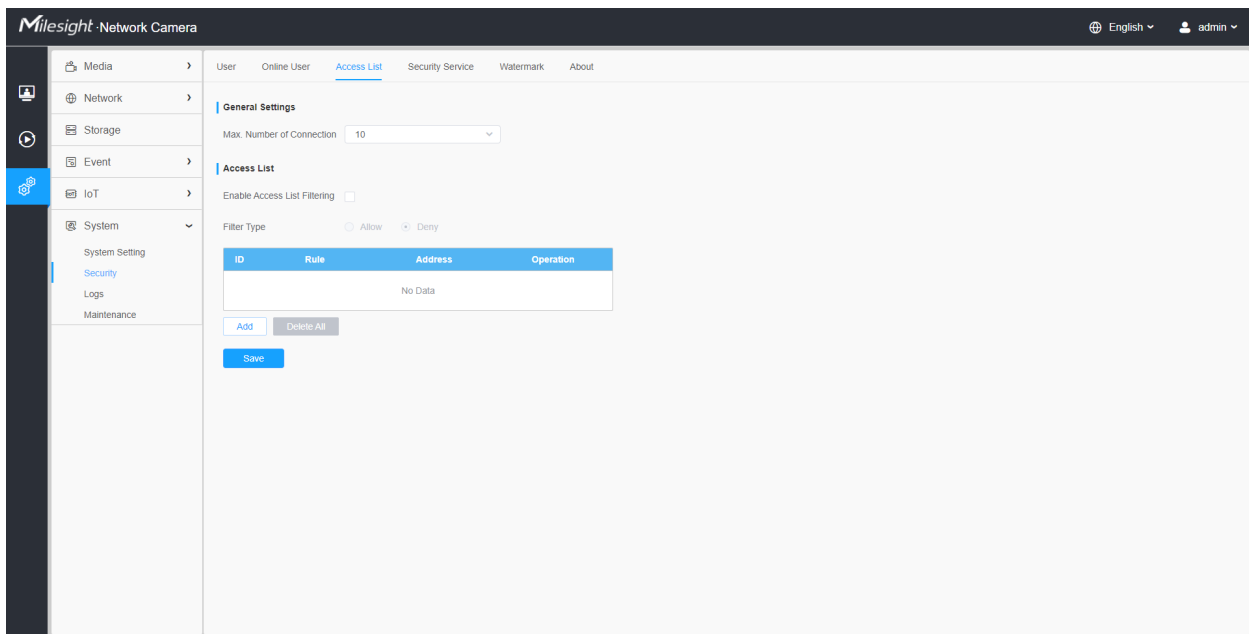 Milesight · Network Camera
English
admin
Media
Network
Storage
Event
IoT
System
System Setting
Security
Logs
Maintenance
User
Online User
Access List
Security Service
Watermark
About
General Settings
Max. Number of Connection
10
Access List
Enable Access List Filtering
Filter Type
Allow
Deny
ID Rule Address Operation
No Data
Add
Delete All
Save